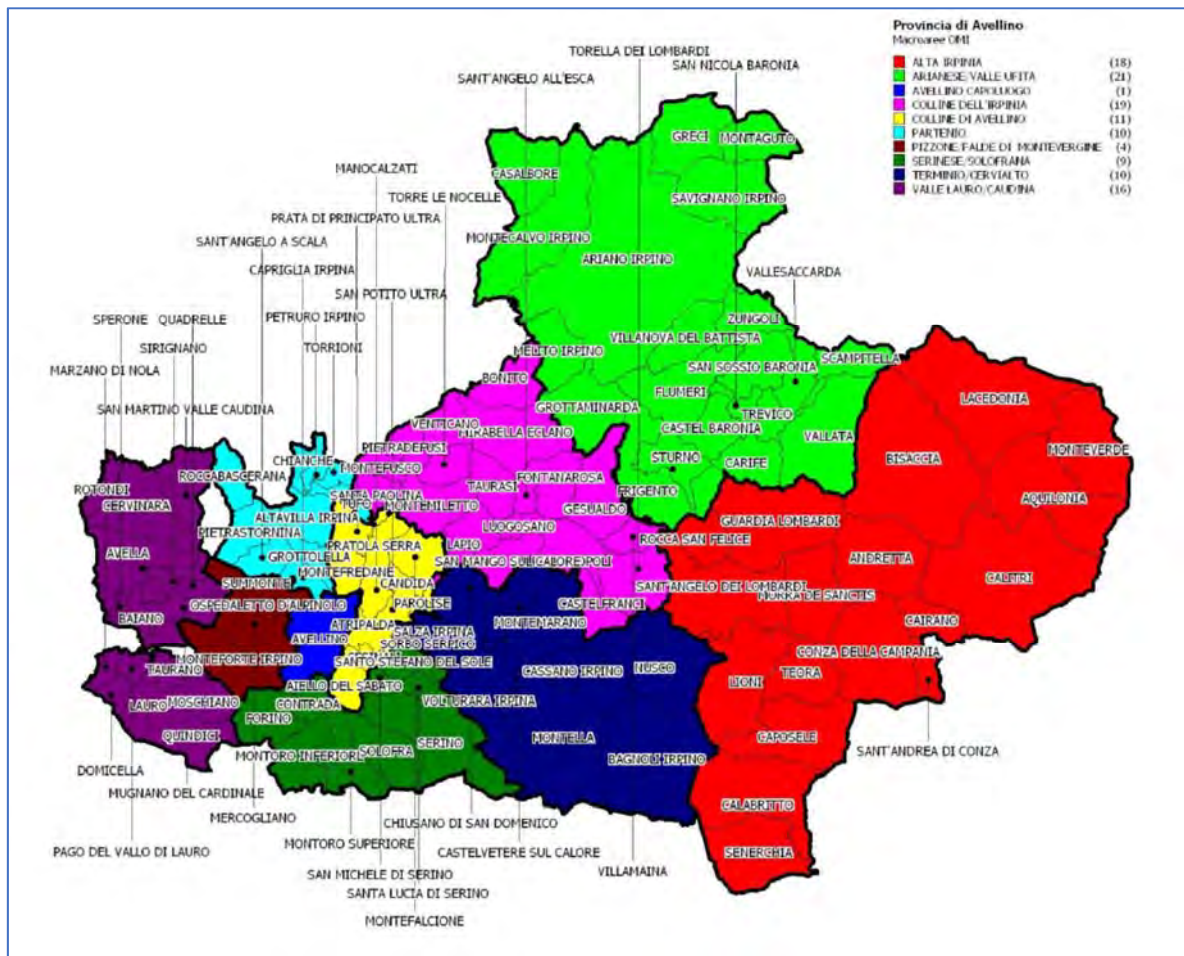 Provincia di Avellino
Macroaree OMI
ALTA IRPINIA (18)
ARIANESE/VALLE UFITA (21)
AVELLINO CAPOLUOGO (1)
COLLINE DELL'IRPINIA (19)
COLLINE DI AVELLINO (11)
PARTENIO (10)
PIZZONE/FALDE DI MONTEVERGINE (4)
SERINESE/SOLOFRANA (9)
TERMINIO/CERVIALTO (10)
VALLE LAURO/CAUDINA (16)
TORELLA DEI LOMBARDI
SAN NICOLA BARONIA
SANT'ANGELO ALL'ESCA
MANOCALZATI
TORRE LE NOCELLE
PRATA DI PRINCIPATO ULTRA
SANT'ANGELO A SCALA
CAPRIGLIA IRPINA
SAN POTITO ULTRA
SPERONE
QUADRELLE
PETRURO IRPINO
SIRIGNANO
TORRIONI
MARZANO DI NOLA
SAN MARTINO VALLE CAUDINA
VALLESACCARDA
GRECI
MONTAGUTO
CASALBORE
SAVIGNANO IRPINO
MONTECALVO IRPINO
ARIANO IRPINO
ZUNGOLI
VILLANOVA DEL BATTISTA
MELITO IRPINO
SCAMPITELLA
SAN SOSSIO BARONIA
BONITO
FLUMERI
GROTTAMINARDA
TREVICO
LACEDONIA
VENTICANO
MIRABELLA ECLANO
CASTEL BARONIA
VALLATA
PIETRADEFUSI
MONTEVERDE
CHIANCHE
MONTEFUSCO
STURNO
CARIFE
BISACCIA
ROCCABASCERANA
FONTANAROSA
TAURASI
FRIGENTO
ROTONDI
SANTA PAOLINA
AQUILONIA
CERVINARA
TUFO
MONTEMILETTO
GESUALDO
ALTAVILLA IRPINA
LUOGOSANO
GUARDIA LOMBARDI
PIETRASTORNINA
PRATOLA SERRA
LAPIO
ROCCA SAN FELICE
GROTTOLELLA
AVELLA
SAN MANGO SUL CALORE
ANDRETTA
MONTEFREDANE
CALITRI
SUMMONTE
CANDIDA
SANT'ANGELO DEI LOMBARDI
MORRA DE SANCTIS
OSPEDALETTO D'ALPINOLO
PAROLISE
CASTELFRANCI
BAIANO
ATRIPALDA
MONTEMARANO
CAIRANO
AVELLINO
SALZA IRPINA
SORBO SERPICO
MONTEFORTE IRPINO
SANTO STEFANO DEL SOLE
CONZA DELLA CAMPANIA
TAURANO
CASSANO IRPINO
NUSCO
TEORA
LIONI
AIELLO DEL SABATO
LAURO
MOSCHIANO
CONTRADA
VOLTURARA IRPINA
FORINO
QUINDICI
SERINO
MONTELLA
CAPOSELE
MONTORO INFERIORE
SOLOFRA
BAGNOLI IRPINO
SANT'ANDREA DI CONZA
DOMICELLA
MUGNANO DEL CARDINALE
CALABRITTO
MERCOGLIANO
CHIUSANO DI SAN DOMENICO
MONTORO SUPERIORE
PAGO DEL VALLO DI LAURO
CASTELVETERE SUL CALORE
SENERCHIA
SAN MICHELE DI SERINO
VILLAMAINA
SANTA LUCIA DI SERINO
MONTEFALCIONE